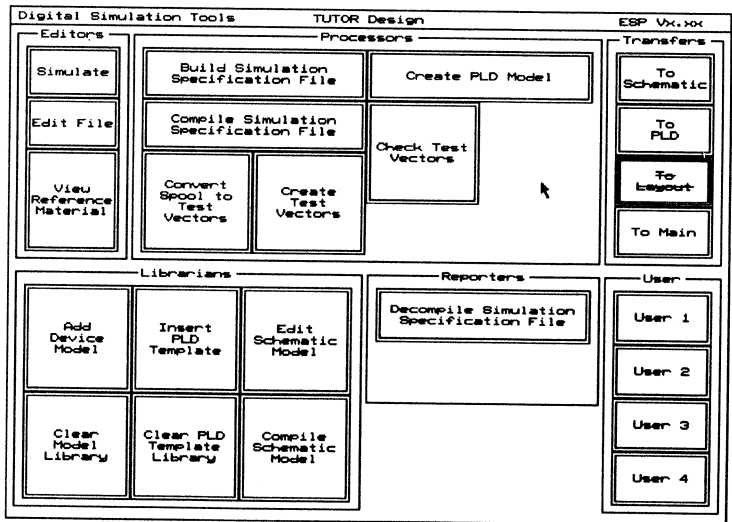 Digital Simulation Tools TUTOR Design ESP Vx.xx
Editors
Simulate
Edit File
View
Reference
Material
Processors
Build Simulation
Specification File
Create PLD Model
Compile Simulation
Specification File
Check Test
Vectors
Convert
Spool to
Test
Vectors
Create
Test
Vectors
Transfers
To
Schematic
To
PLD
To
Layout
To Main
Librarians
Add
Device
Model
Insert
PLD
Template
Edit
Schematic
Model
Clear
Model
Library
Clear PLD
Template
Library
Compile
Schematic
Model
Reporters
Decompile Simulation
Specification File
User
User 1
User 2
User 3
User 4